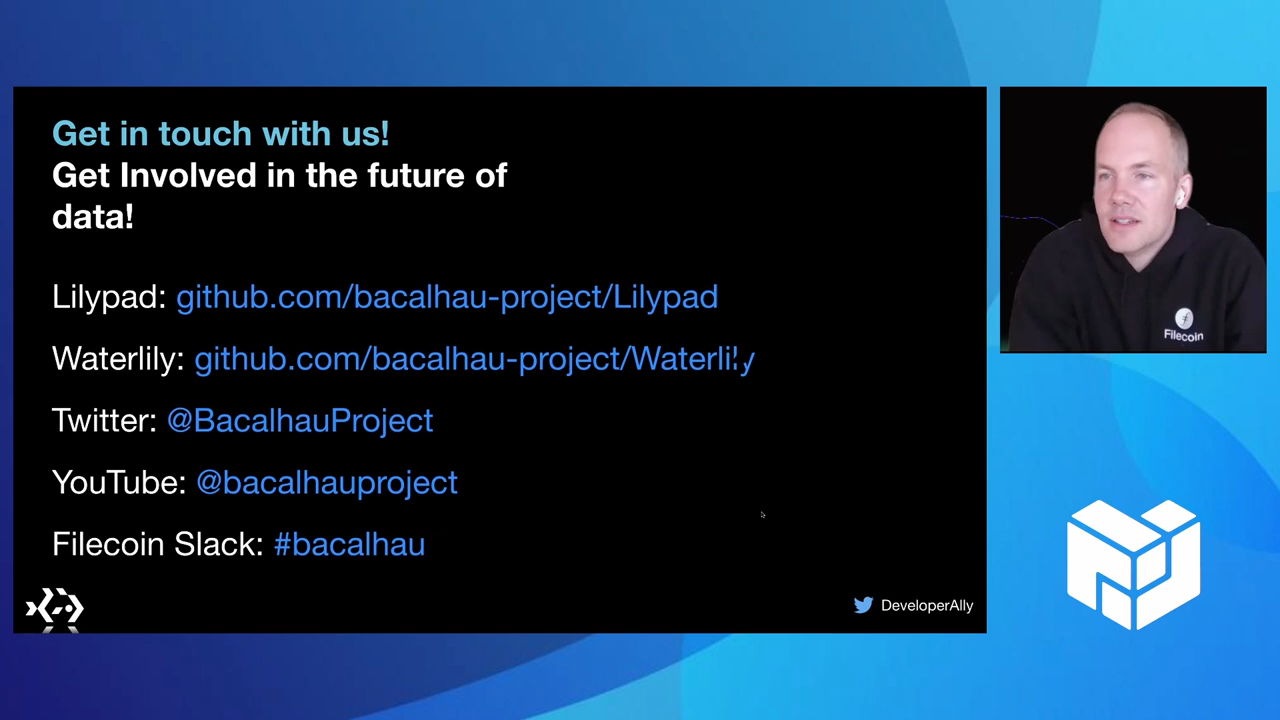 Get in touch with us!
Get Involved in the future of
data!
Lilypad: github.com/bacalhau-project/Lilypad
Waterlily: github.com/bacalhau-project/Waterlily
Twitter: @BacalhauProject
YouTube: @bacalhauproject
Filecoin Slack: #bacalhau
DeveloperAlly
Filecoin